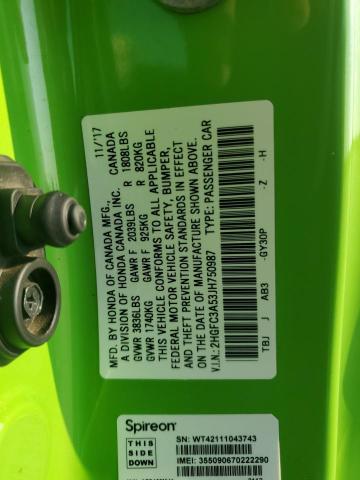 MFD. BY HONDA OF CANADA MFG., 11/'17
A DIVISION OF HONDA CANADA INC. CANADA
GVWR 3836LBS GAWR F 2039LBS R 1808LBS
GVWR 1740KG GAWR F 925KG R 820KG
THIS VEHICLE CONFORMS TO ALL APPLICABLE
FEDERAL MOTOR VEHICLE SAFETY, BUMPER,
AND THEFT PREVENTION STANDARDS IN EFFECT
ON THE DATE OF MANUFACTURE SHOWN ABOVE.
V.I.N.: 2HGFC3A53JH750987 TYPE: PASSENGER CAR
TBJ J AB3 -GY30P -Z -H
Spireon
THIS
SIDE
DOWN
SN: WT42111043743
IMEI: 355090670222290